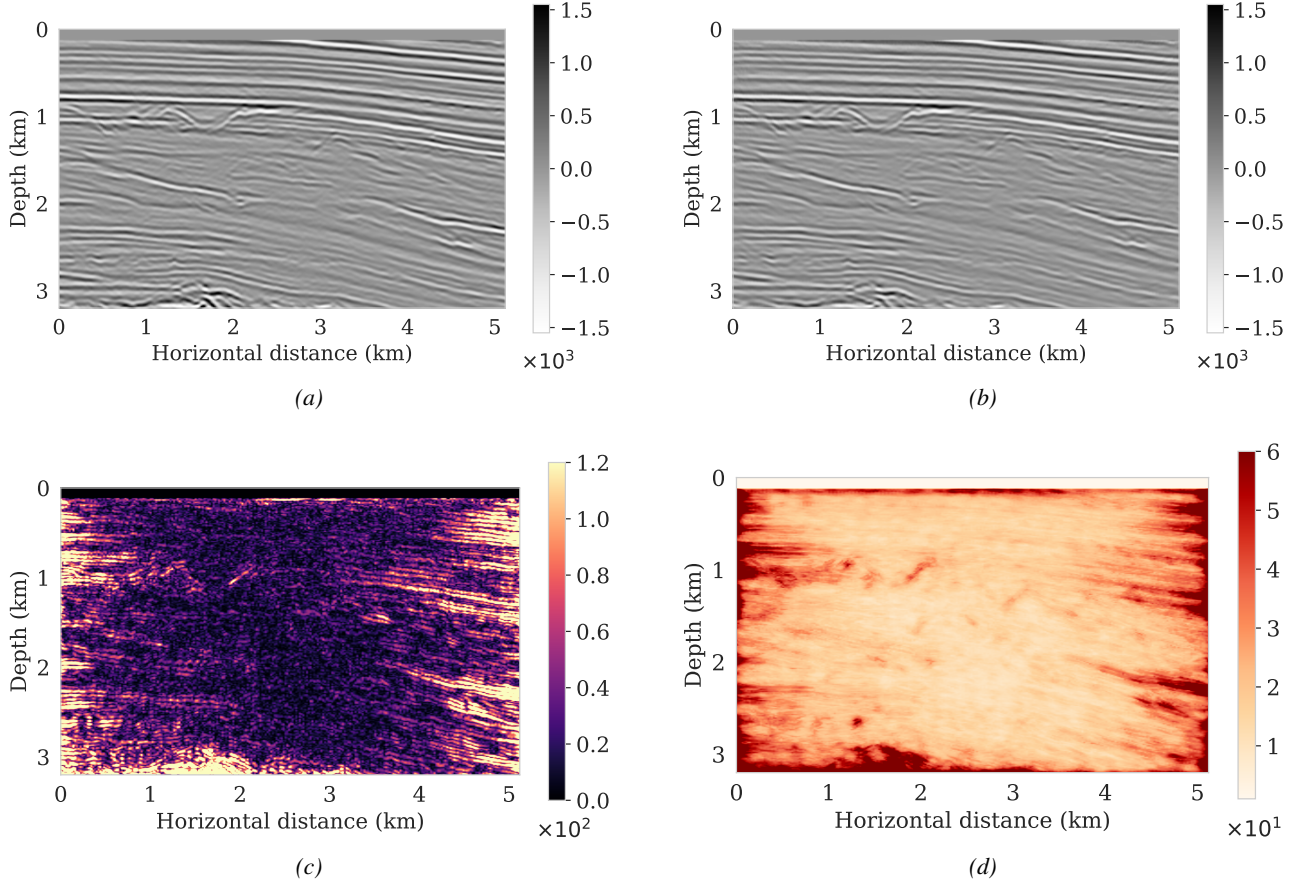 0
1
2
3
Depth (km)
0 1 2 3 4 5
Horizontal distance (km)
1.5
1.0
0.5
0.0
−0.5
−1.0
−1.5
×10³
(a)
0
1
2
3
Depth (km)
0 1 2 3 4 5
Horizontal distance (km)
1.5
1.0
0.5
0.0
−0.5
−1.0
−1.5
×10³
(b)
0
1
2
3
Depth (km)
0 1 2 3 4 5
Horizontal distance (km)
1.2
1.0
0.8
0.6
0.4
0.2
0.0
×10²
(c)
0
1
2
3
Depth (km)
0 1 2 3 4 5
Horizontal distance (km)
6
5
4
3
2
1
×10¹
(d)